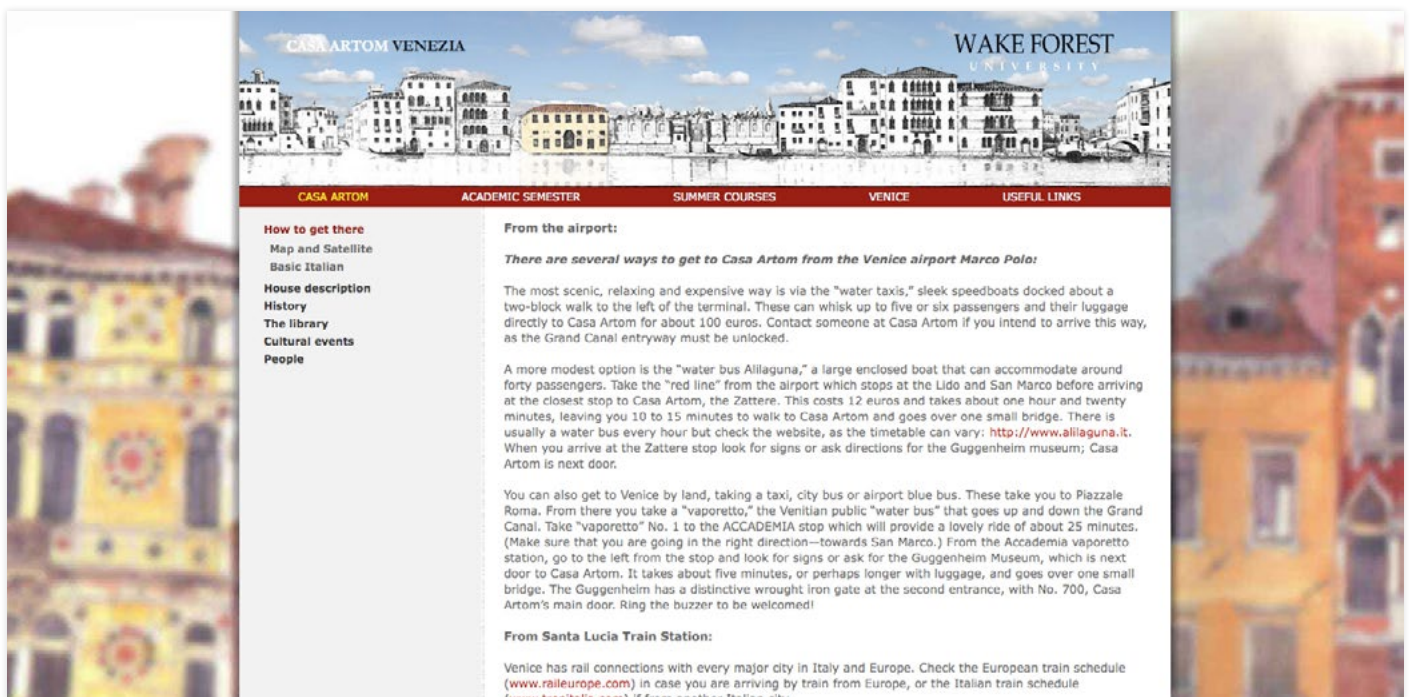 CASA ARTOM VENEZIA
WAKE FOREST
UNIVERSITY
CASA ARTOM ACADEMIC SEMESTER SUMMER COURSES VENICE USEFUL LINKS
How to get there
Map and Satellite
Basic Italian
House description
History
The library
Cultural events
People
From the airport:
There are several ways to get to Casa Artom from the Venice airport Marco Polo:
The most scenic, relaxing and expensive way is via the "water taxis," sleek speedboats docked about a
two-block walk to the left of the terminal. These can whisk up to five or six passengers and their luggage
directly to Casa Artom for about 100 euros. Contact someone at Casa Artom if you intend to arrive this way,
as the Grand Canal entryway must be unlocked.
A more modest option is the "water bus Alilaguna," a large enclosed boat that can accommodate around
forty passengers. Take the "red line" from the airport which stops at the Lido and San Marco before arriving
at the closest stop to Casa Artom, the Zattere. This costs 12 euros and takes about one hour and twenty
minutes, leaving you 10 to 15 minutes to walk to Casa Artom and goes over one small bridge. There is
usually a water bus every hour but check the website, as the timetable can vary: http://www.alilaguna.it.
When you arrive at the Zattere stop look for signs or ask directions for the Guggenheim museum; Casa
Artom is next door.
You can also get to Venice by land, taking a taxi, city bus or airport blue bus. These take you to Piazzale
Roma. From there you take a "vaporetto," the Venitian public "water bus" that goes up and down the Grand
Canal. Take "vaporetto" No. 1 to the ACCADEMIA stop which will provide a lovely ride of about 25 minutes.
(Make sure that you are going in the right direction—towards San Marco.) From the Accademia vaporetto
station, go to the left from the stop and look for signs or ask for the Guggenheim Museum, which is next
door to Casa Artom. It takes about five minutes, or perhaps longer with luggage, and goes over one small
bridge. The Guggenheim has a distinctive wrought iron gate at the second entrance, with No. 700, Casa
Artom's main door. Ring the buzzer to be welcomed!
From Santa Lucia Train Station:
Venice has rail connections with every major city in Italy and Europe. Check the European train schedule
(www.raileurope.com) in case you are arriving by train from Europe, or the Italian train schedule